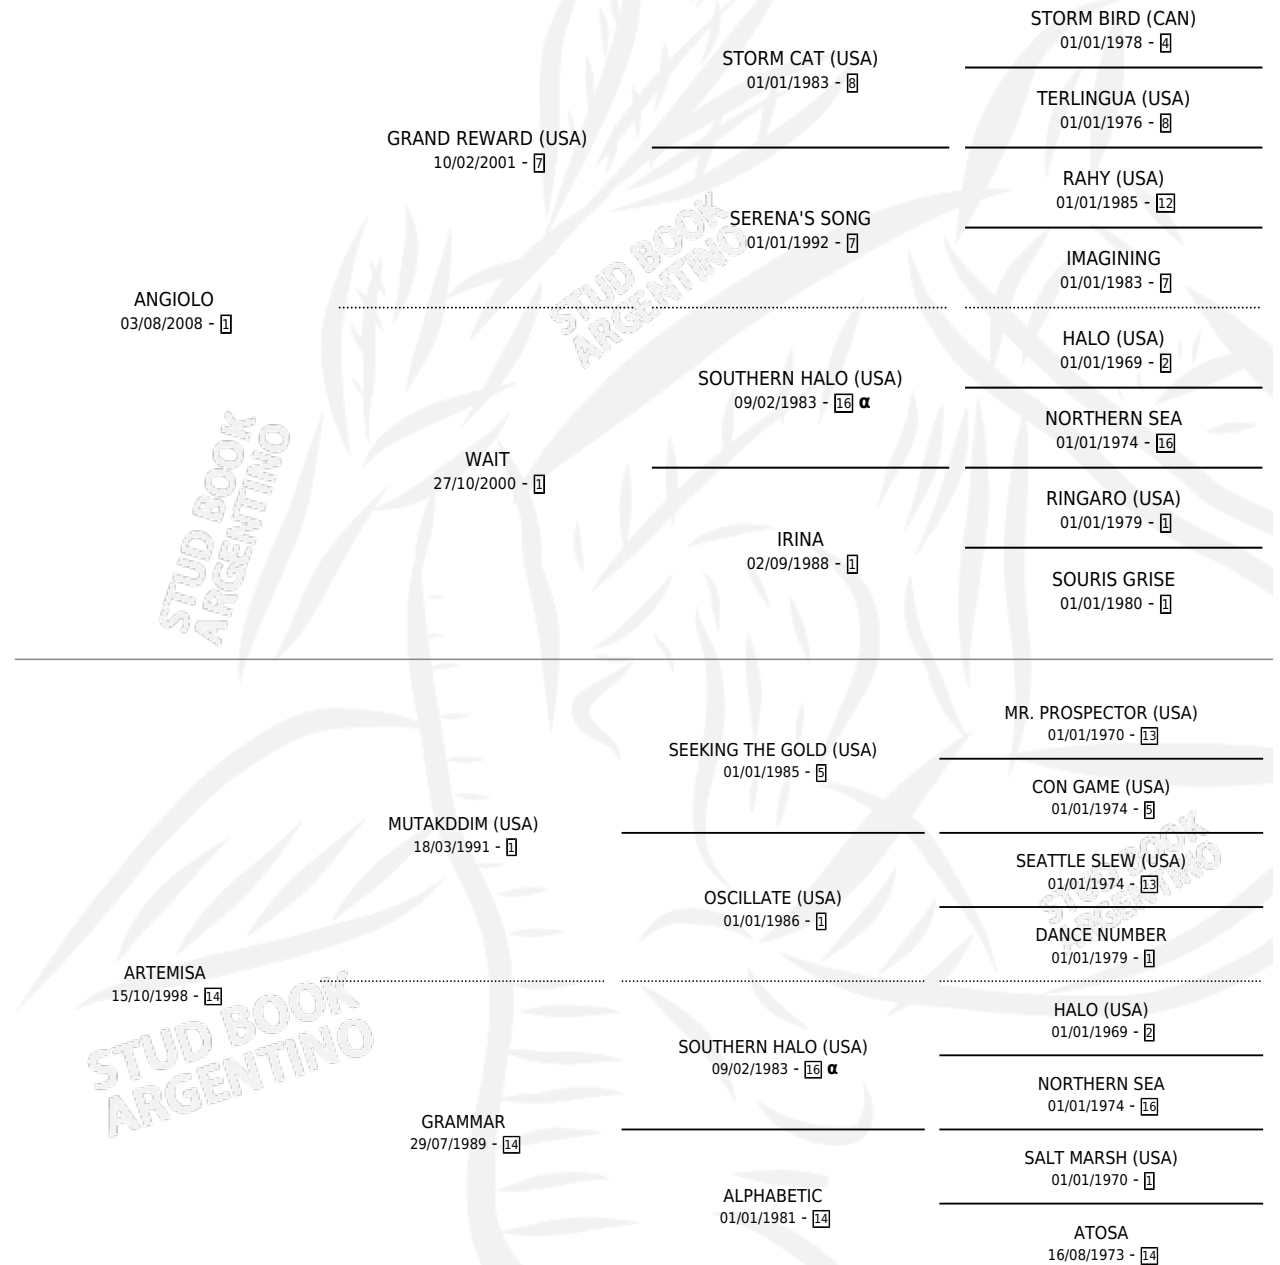 STORM BIRD (CAN)
01/01/1978 - 4
STORM CAT (USA)
01/01/1983 - 8
TERLINGUA (USA)
01/01/1976 - 8
GRAND REWARD (USA)
10/02/2001 - 7
RAHY (USA)
01/01/1985 - 12
SERENA'S SONG
01/01/1992 - 7
IMAGINING
01/01/1983 - 7
ANGIOLO
03/08/2008 - 1
HALO (USA)
01/01/1969 - 2
SOUTHERN HALO (USA)
09/02/1983 - 16 α
NORTHERN SEA
01/01/1974 - 16
WAIT
27/10/2000 - 1
RINGARO (USA)
01/01/1979 - 1
IRINA
02/09/1988 - 1
SOURIS GRISE
01/01/1980 - 1
STUD BOOK
ARGENTINO
STUD BOOK
ARGENTINO
MR. PROSPECTOR (USA)
01/01/1970 - 13
SEEKING THE GOLD (USA)
01/01/1985 - 5
CON GAME (USA)
01/01/1974 - 5
MUTAKDDIM (USA)
18/03/1991 - 1
SEATTLE SLEW (USA)
01/01/1974 - 13
OSCILLATE (USA)
01/01/1986 - 1
DANCE NUMBER
01/01/1979 - 1
ARTEMISA
15/10/1998 - 14
HALO (USA)
01/01/1969 - 2
SOUTHERN HALO (USA)
09/02/1983 - 16 α
NORTHERN SEA
01/01/1974 - 16
GRAMMAR
29/07/1989 - 14
SALT MARSH (USA)
01/01/1970 - 1
ALPHABETIC
01/01/1981 - 14
ATOSA
16/08/1973 - 14
STUD BOOK
ARGENTINO
STUD BOOK
ARGENTINO